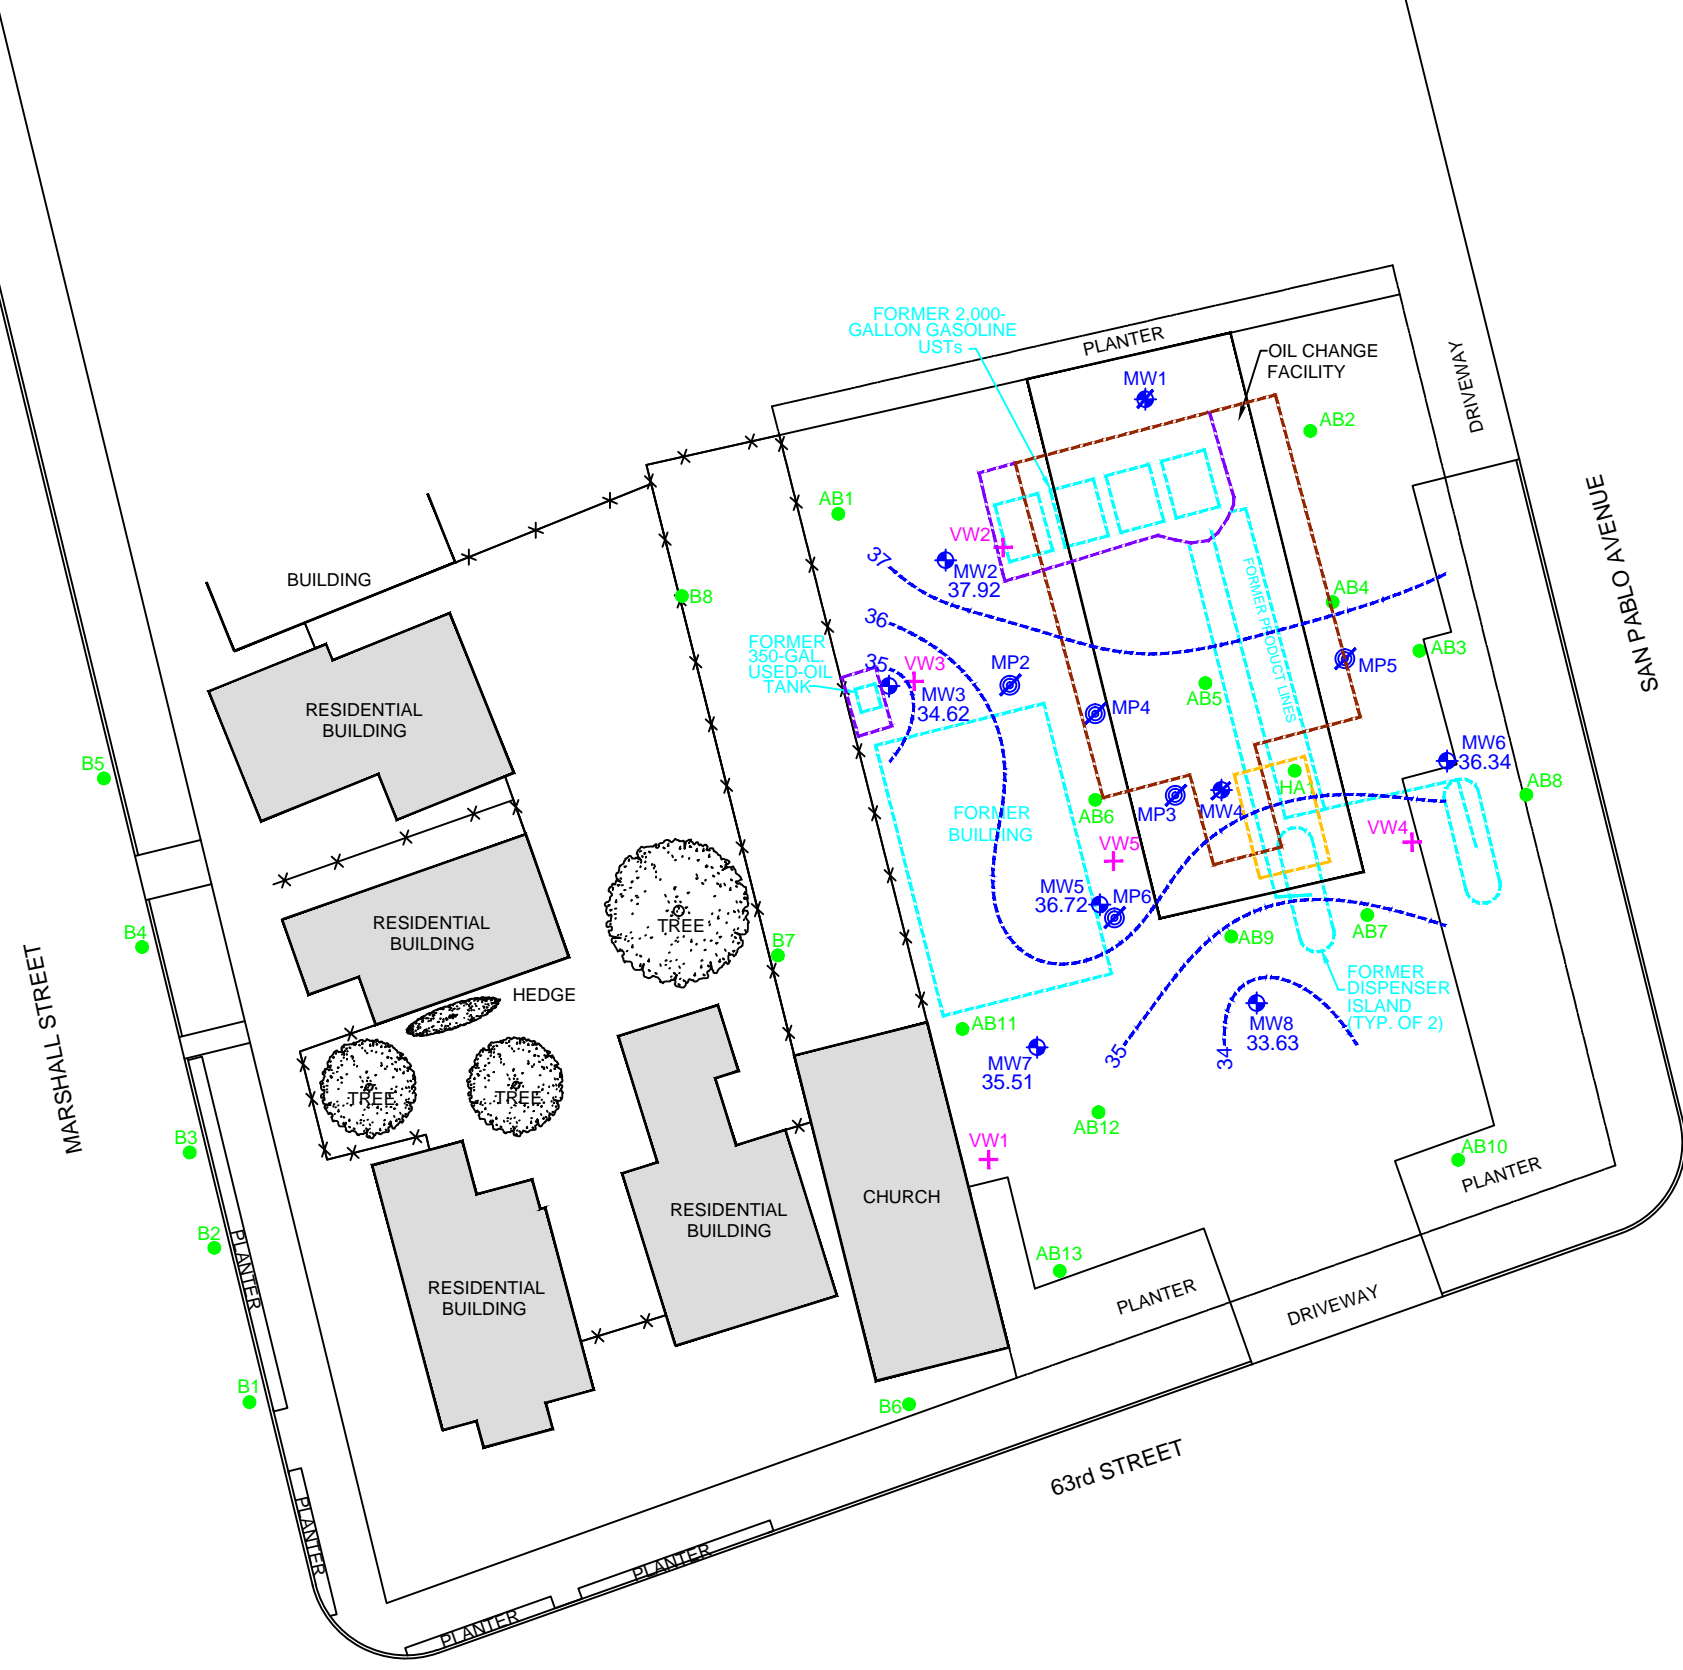 FORMER 2,000-
GALLON GASOLINE
USTs
PLANTER
OIL CHANGE
FACILITY
DRIVEWAY
MW1
AB2
AB1
VW2
37
MW2
37.92
BUILDING
B8
36
FORMER PRODUCT LINES
AB4
SAN PABLO AVENUE
FORMER
350-GAL.
USED-OIL
TANK
35
VW3
MW3
34.62
MP2
MP4
AB5
MP5
AB3
RESIDENTIAL
BUILDING
B5
MW6
36.34
AB8
FORMER
BUILDING
AB6
MP3
MW4
HA1
VW4
VW5
MW5
36.72
MP6
RESIDENTIAL
BUILDING
TREE
B7
B4
AB9
AB7
HEDGE
FORMER
DISPENSER
ISLAND
(TYP. OF 2)
MARSHALL STREET
AB11
MW7
35.51
35
34
MW8
33.63
TREE
TREE
B3
AB12
VW1
AB10
PLANTER
CHURCH
RESIDENTIAL
BUILDING
B2
PLANTER
AB13
RESIDENTIAL
BUILDING
PLANTER
DRIVEWAY
B1
B6
63rd STREET
PLANTER
PLANTER
PLANTER